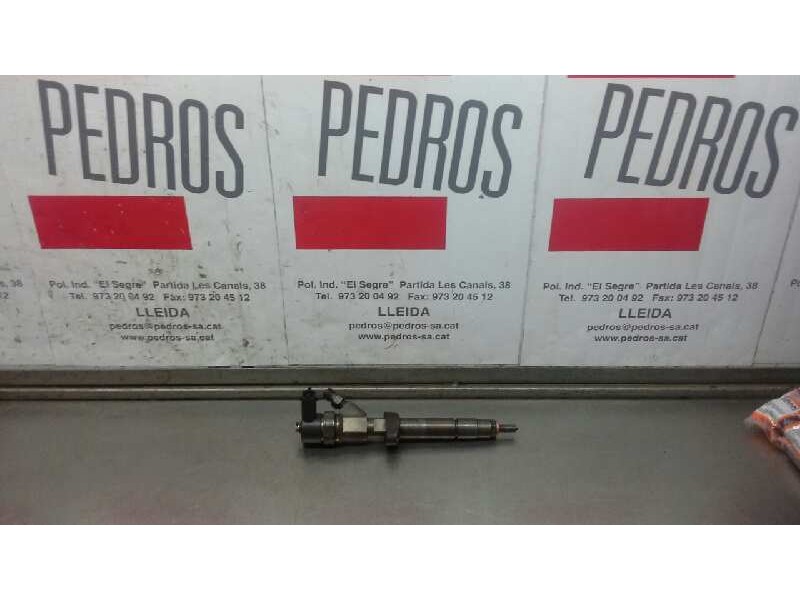 PEDROS
Pol. Ind. "El Segre" Partida Les Canals, 38
Tel. 973 20 04 92 Fax: 973 20 45 12
LLEIDA
pedros@pedros-sa.cat
www.pedros-sa.cat
PEDROS
Pol. Ind. "El Segre" Partida Les Canals, 38
Tel. 973 20 04 92 Fax: 973 20 45 12
LLEIDA
pedros@pedros-sa.cat
www.pedros-sa.cat
PEDROS
Pol. Ind. "El Segre" Partida Les Canals, 38
Tel. 973 20 04 92 Fax: 973 20 45 12
LLEIDA
pedros@pedros-sa.cat
www.pedros-sa.cat